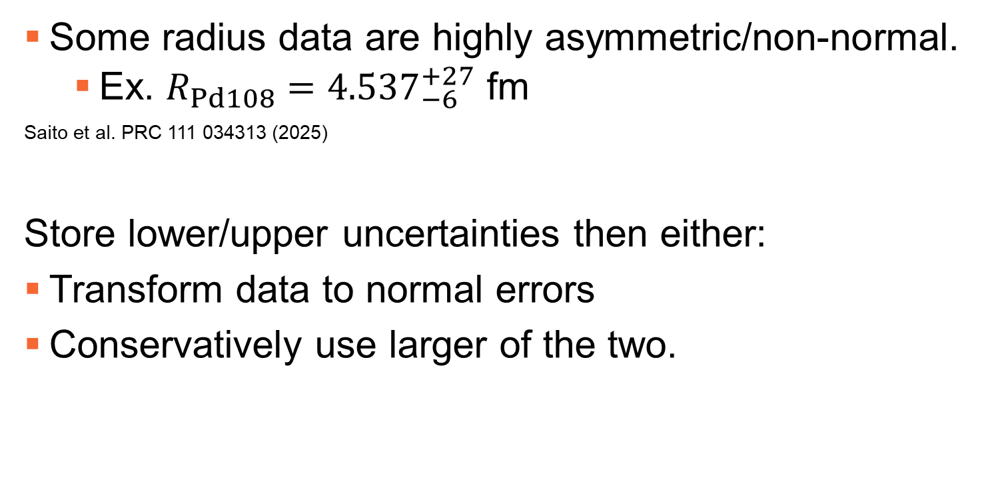 ▪ Some radius data are highly asymmetric/non-normal.
▪ Ex. $R_{\text{Pd108}} = 4.537^{+27}_{-6}$ fm
Saito et al. PRC 111 034313 (2025)
Store lower/upper uncertainties then either:
▪ Transform data to normal errors
▪ Conservatively use larger of the two.